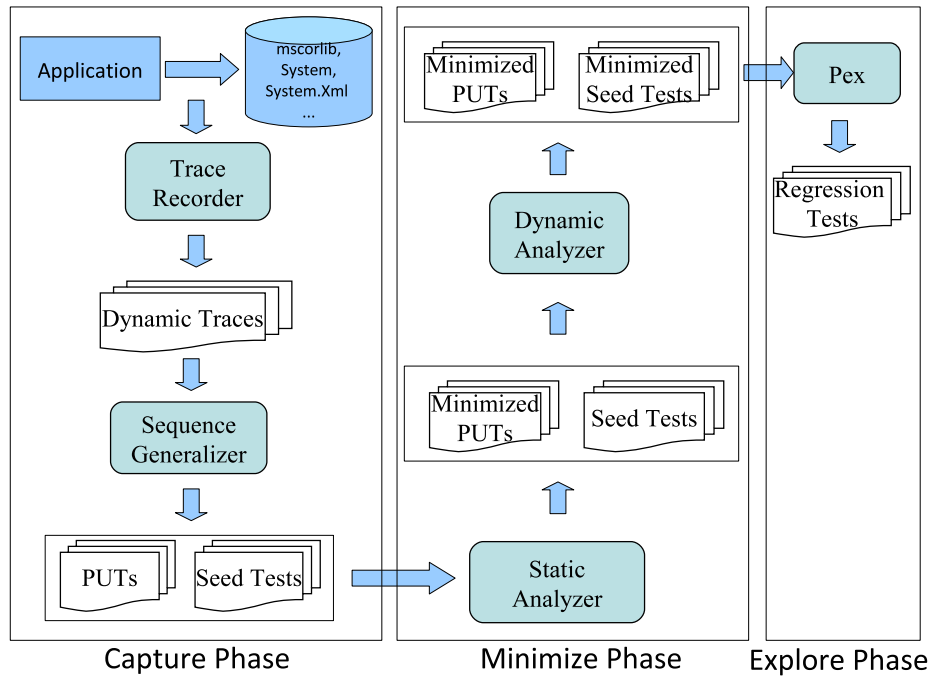 Application
mscorlib,
System,
System.Xml
...
Trace
Recorder
Dynamic Traces
Sequence
Generalizer
PUTs
Seed Tests
Capture Phase
Minimized
PUTs
Minimized
Seed Tests
Dynamic
Analyzer
Minimized
PUTs
Seed Tests
Static
Analyzer
Minimize Phase
Pex
Regression
Tests
Explore Phase